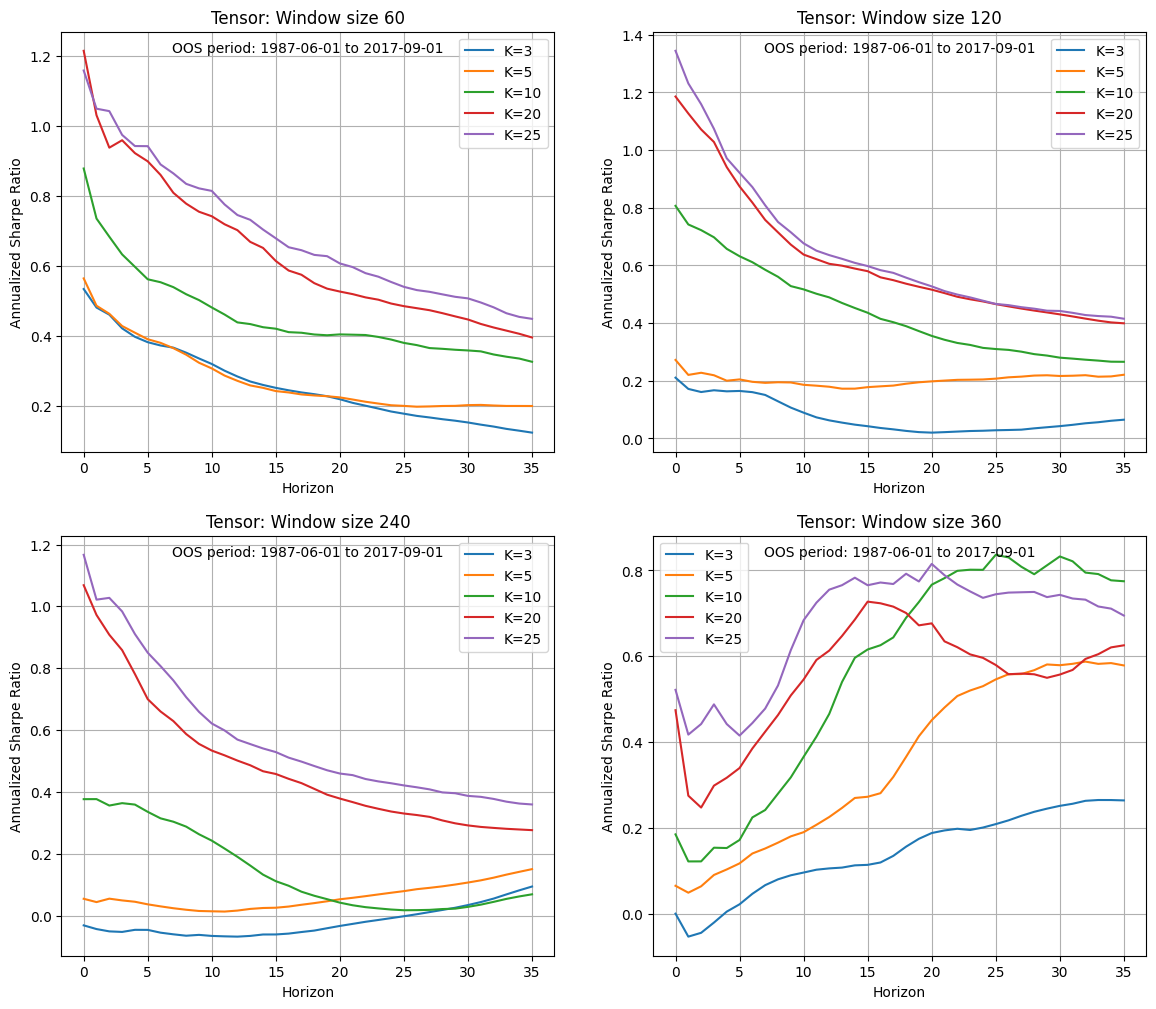 Tensor: Window size 60
OOS period: 1987-06-01 to 2017-09-01
K=3
K=5
K=10
K=20
K=25
Annualized Sharpe Ratio
1.2
1.0
0.8
0.6
0.4
0.2
0 5 10 15 20 25 30 35
Horizon
Tensor: Window size 120
OOS period: 1987-06-01 to 2017-09-01
K=3
K=5
K=10
K=20
K=25
Annualized Sharpe Ratio
1.4
1.2
1.0
0.8
0.6
0.4
0.2
0.0
0 5 10 15 20 25 30 35
Horizon
Tensor: Window size 240
OOS period: 1987-06-01 to 2017-09-01
K=3
K=5
K=10
K=20
K=25
Annualized Sharpe Ratio
1.2
1.0
0.8
0.6
0.4
0.2
0.0
0 5 10 15 20 25 30 35
Horizon
Tensor: Window size 360
OOS period: 1987-06-01 to 2017-09-01
K=3
K=5
K=10
K=20
K=25
Annualized Sharpe Ratio
0.8
0.6
0.4
0.2
0.0
0 5 10 15 20 25 30 35
Horizon